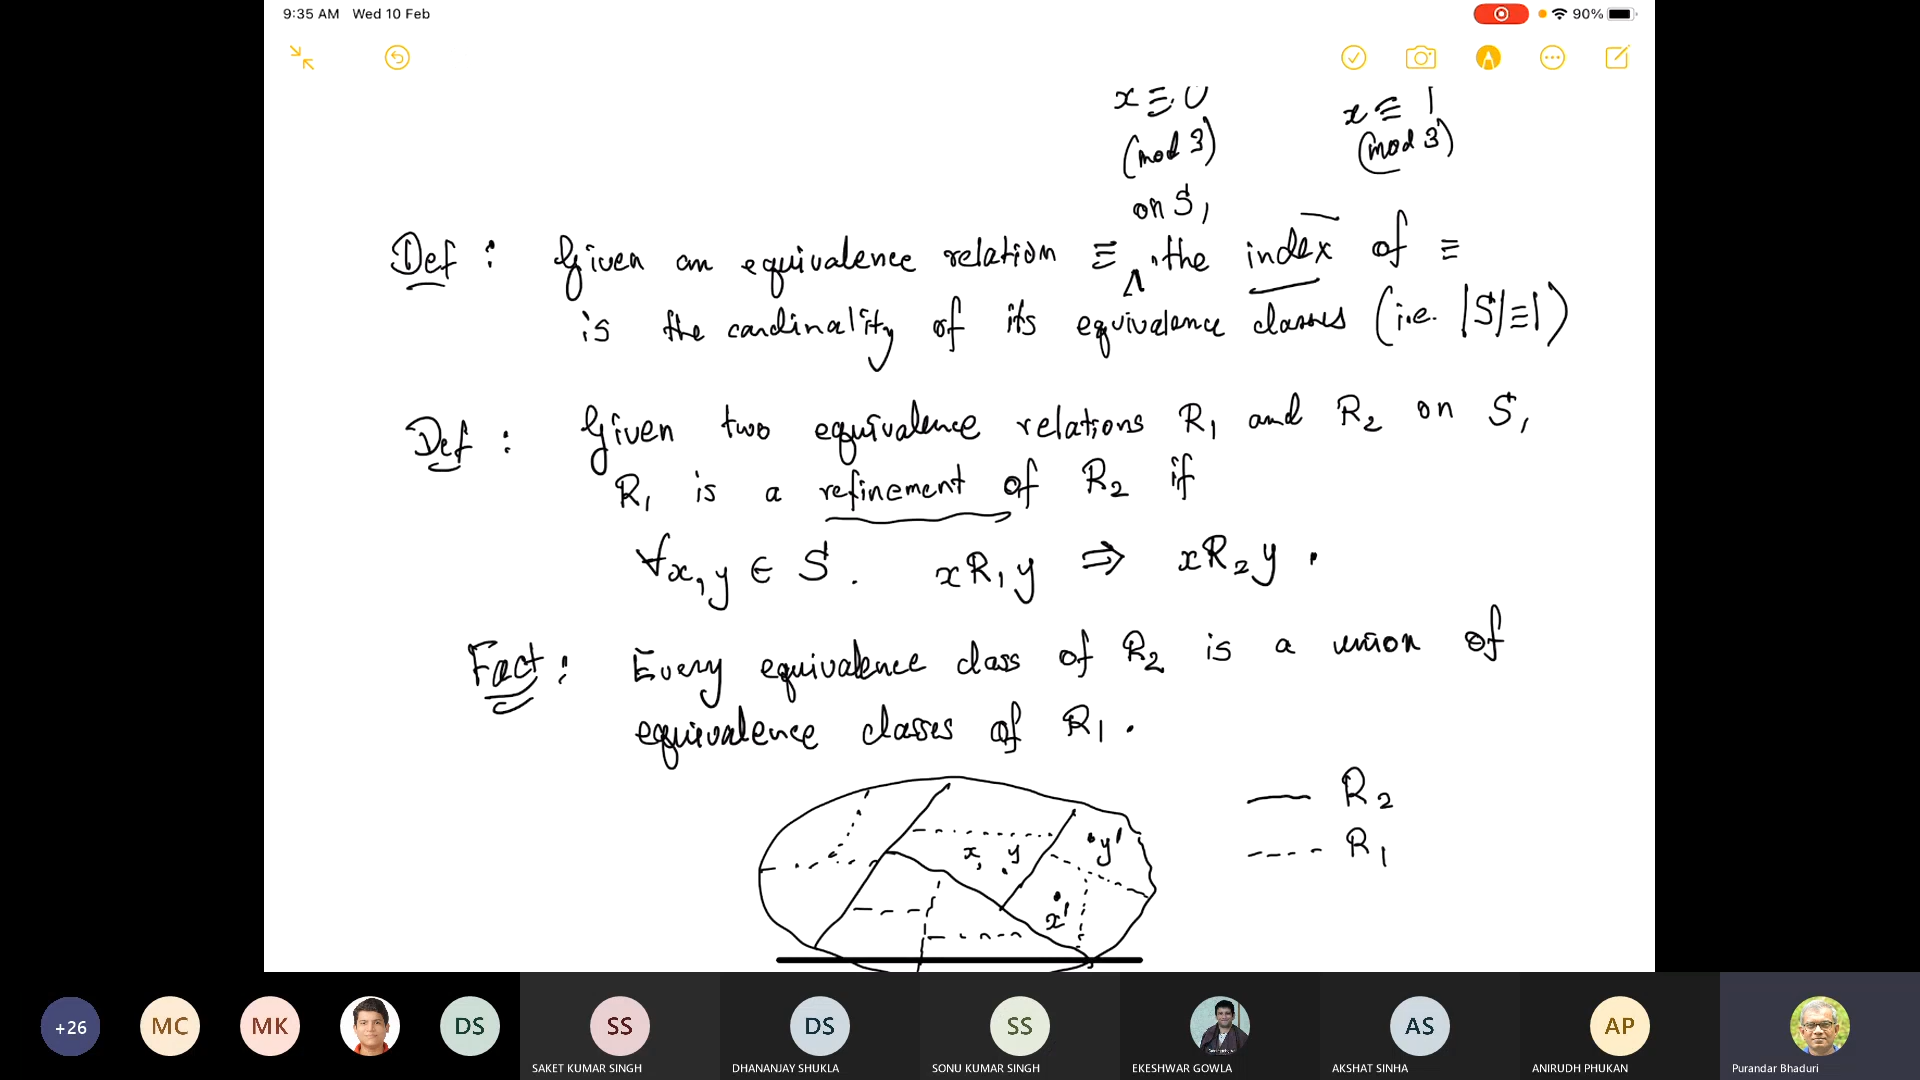 9:35 AM Wed 10 Feb
90%
x ≡ 0 x ≡ 1
(mod 3) (mod 3)
on S,
Def : Given an equivalence relation ≡ ∧ the index of ≡
is the cardinality of its equivalence classes (i.e. |S/≡|)
Def : Given two equivalence relations R₁ and R₂ on S,
R₁ is a refinement of R₂ if
∀x,y ∈ S. xR₁y ⇒ xR₂y.
Fact : Every equivalence class of R₂ is a union of
equivalence classes of R₁.
R₂
R₁
x, y
y'
x'
+26 MC MK DS SS DS SS AS AP
SAKET KUMAR SINGH DHANANJAY SHUKLA SONU KUMAR SINGH EKESHWAR GOWLA AKSHAT SINHA ANIRUDH PHUKAN Purandar Bhaduri